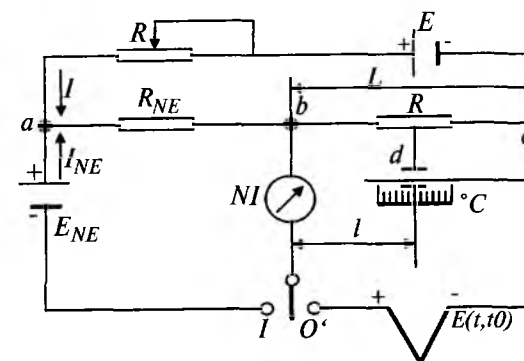 R
+ E -
I
L
R_NE
b
R
a
I_NE
d
+
NI
°C
-
E_NE
l
I
O‘
+
-
E(t,t0)